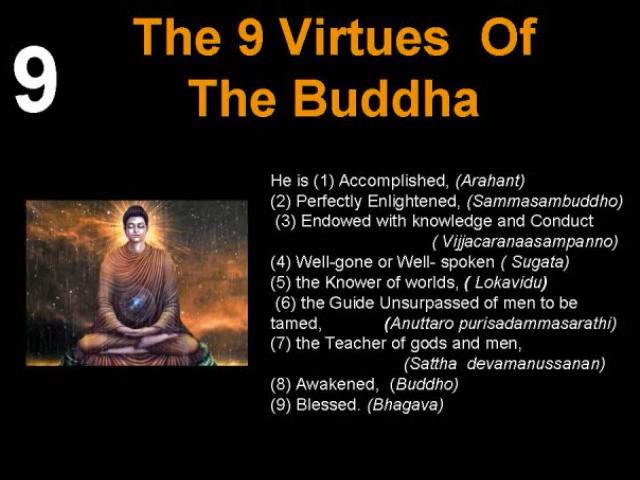 9
The 9 Virtues Of
The Buddha
He is (1) Accomplished, (Arahant)
(2) Perfectly Enlightened, (Sammasambuddho)
(3) Endowed with knowledge and Conduct
( Vijjacaranaasampanno)
(4) Well-gone or Well- spoken ( Sugata)
(5) the Knower of worlds, ( Lokavidu)
(6) the Guide Unsurpassed of men to be
tamed, (Anuttaro purisadammasarathi)
(7) the Teacher of gods and men,
(Sattha devamanussanan)
(8) Awakened, (Buddho)
(9) Blessed. (Bhagava)